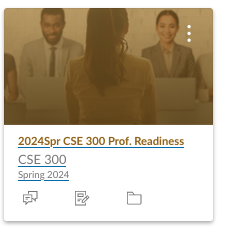 2024Spr CSE 300 Prof. Readiness
CSE 300
Spring 2024